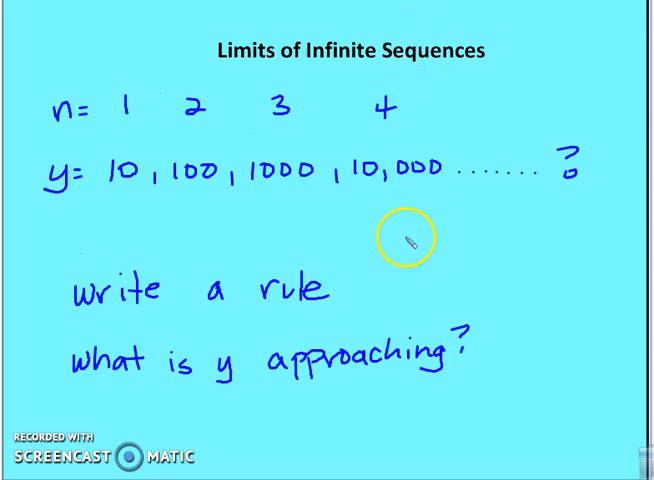 Limits of Infinite Sequences
n= 1 2 3 4
y= 10, 100, 1000, 10,000 ....... ?
write a rule
what is y approaching?
RECORDED WITH
SCREENCAST MATIC